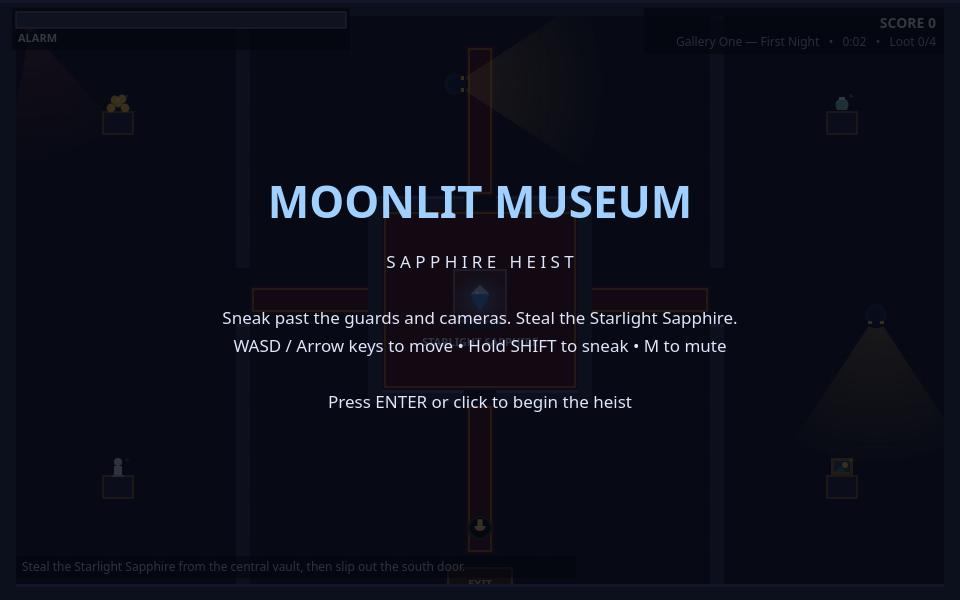 ALARM
SCORE 0
Gallery One — First Night • 0:02 • Loot 0/4
MOONLIT MUSEUM
SAPPHIRE HEIST
Sneak past the guards and cameras. Steal the Starlight Sapphire.
STARLIGHT SAPPHIRE
WASD / Arrow keys to move • Hold SHIFT to sneak • M to mute
Press ENTER or click to begin the heist
Steal the Starlight Sapphire from the central vault, then slip out the south door.
EXIT